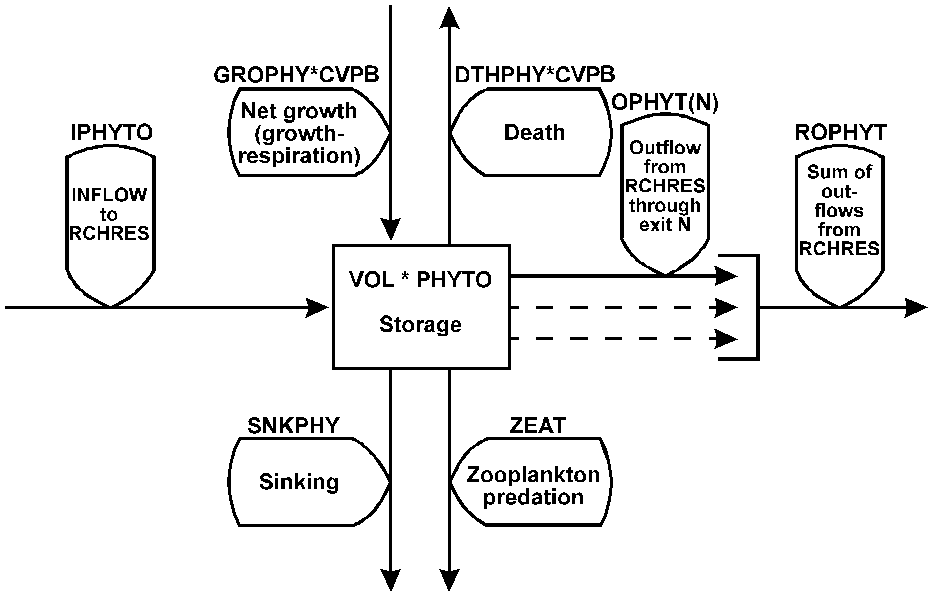 GROPHY*CVPB
Net growth
(growth-
respiration)
DTHPHY*CVPB
Death
OPHYT(N)
Outflow
from
RCHRES
through
exit N
IPHYTO
INFLOW
to
RCHRES
ROPHYT
Sum of
out-
flows
from
RCHRES
VOL * PHYTO
Storage
SNKPHY
Sinking
ZEAT
Zooplankton
predation